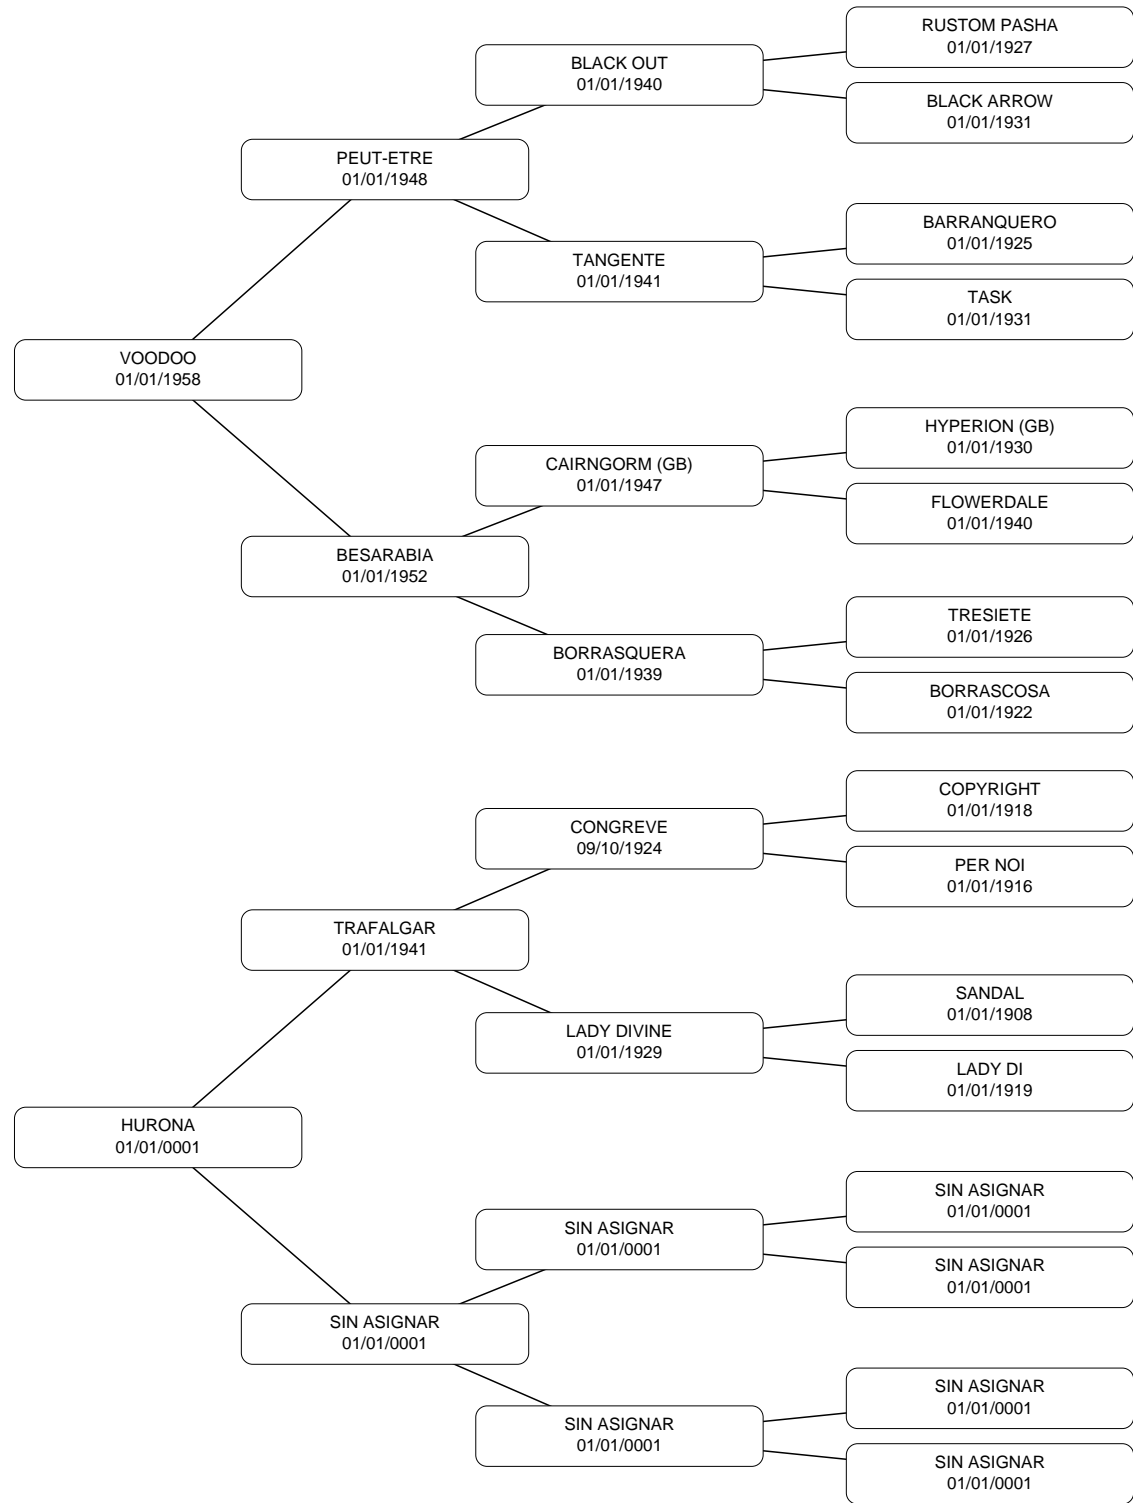 RUSTOM PASHA
01/01/1927
BLACK OUT
01/01/1940
BLACK ARROW
01/01/1931
PEUT-ETRE
01/01/1948
BARRANQUERO
01/01/1925
TANGENTE
01/01/1941
TASK
01/01/1931
VOODOO
01/01/1958
HYPERION (GB)
01/01/1930
CAIRNGORM (GB)
01/01/1947
FLOWERDALE
01/01/1940
BESARABIA
01/01/1952
TRESIETE
01/01/1926
BORRASQUERA
01/01/1939
BORRASCOSA
01/01/1922
COPYRIGHT
01/01/1918
CONGREVE
09/10/1924
PER NOI
01/01/1916
TRAFALGAR
01/01/1941
SANDAL
01/01/1908
LADY DIVINE
01/01/1929
LADY DI
01/01/1919
HURONA
01/01/0001
SIN ASIGNAR
01/01/0001
SIN ASIGNAR
01/01/0001
SIN ASIGNAR
01/01/0001
SIN ASIGNAR
01/01/0001
SIN ASIGNAR
01/01/0001
SIN ASIGNAR
01/01/0001
SIN ASIGNAR
01/01/0001